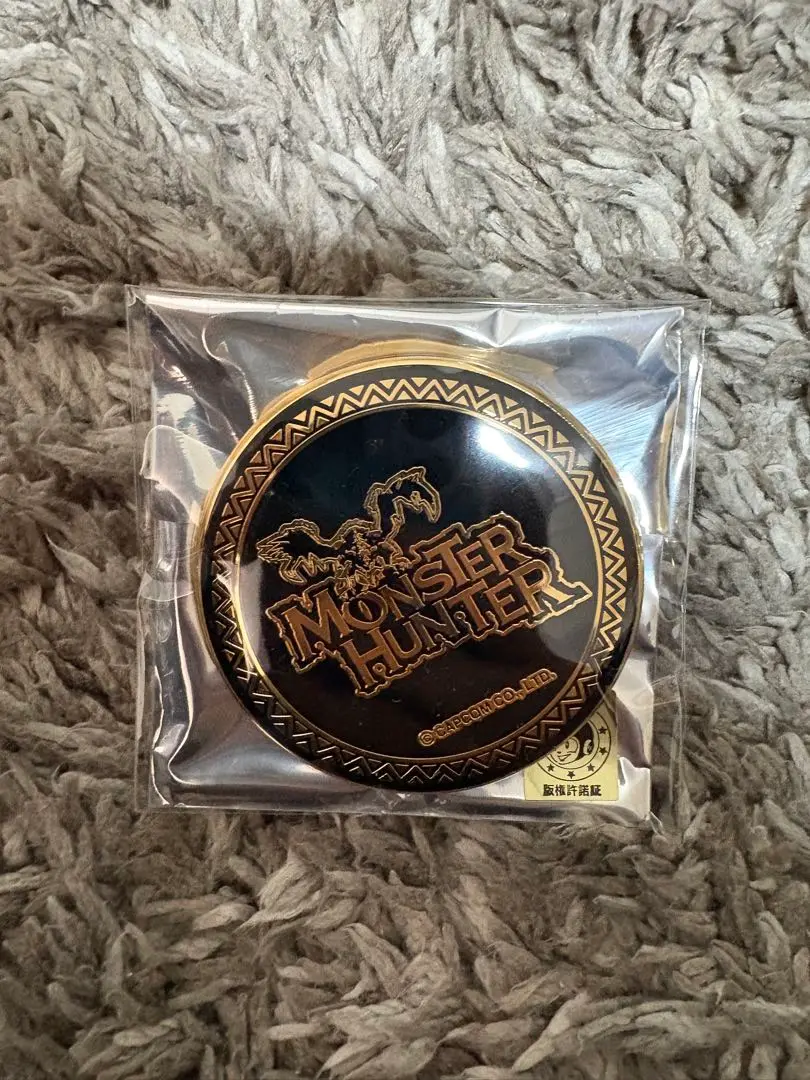 MONSTER
HUNTER
©CAPCOM CO., LTD.
版権許諾証